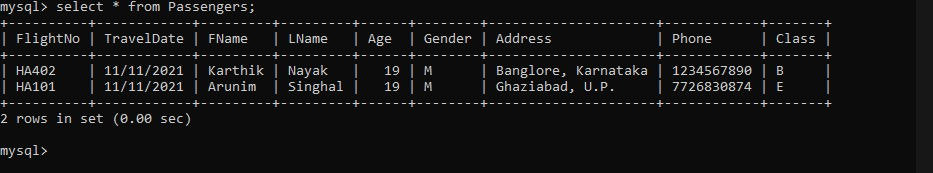 mysql> select * from Passengers;
+----------+------------+---------+---------+------+--------+---------------------+------------+-------+
| FlightNo | TravelDate | FName   | LName   | Age  | Gender | Address             | Phone      | Class |
+----------+------------+---------+---------+------+--------+---------------------+------------+-------+
| HA402    | 11/11/2021 | Karthik | Nayak   |   19 | M      | Banglore, Karnataka | 1234567890 | B     |
| HA101    | 11/11/2021 | Arunim  | Singhal |   19 | M      | Ghaziabad, U.P.     | 7726830874 | E     |
+----------+------------+---------+---------+------+--------+---------------------+------------+-------+
2 rows in set (0.00 sec)
mysql>